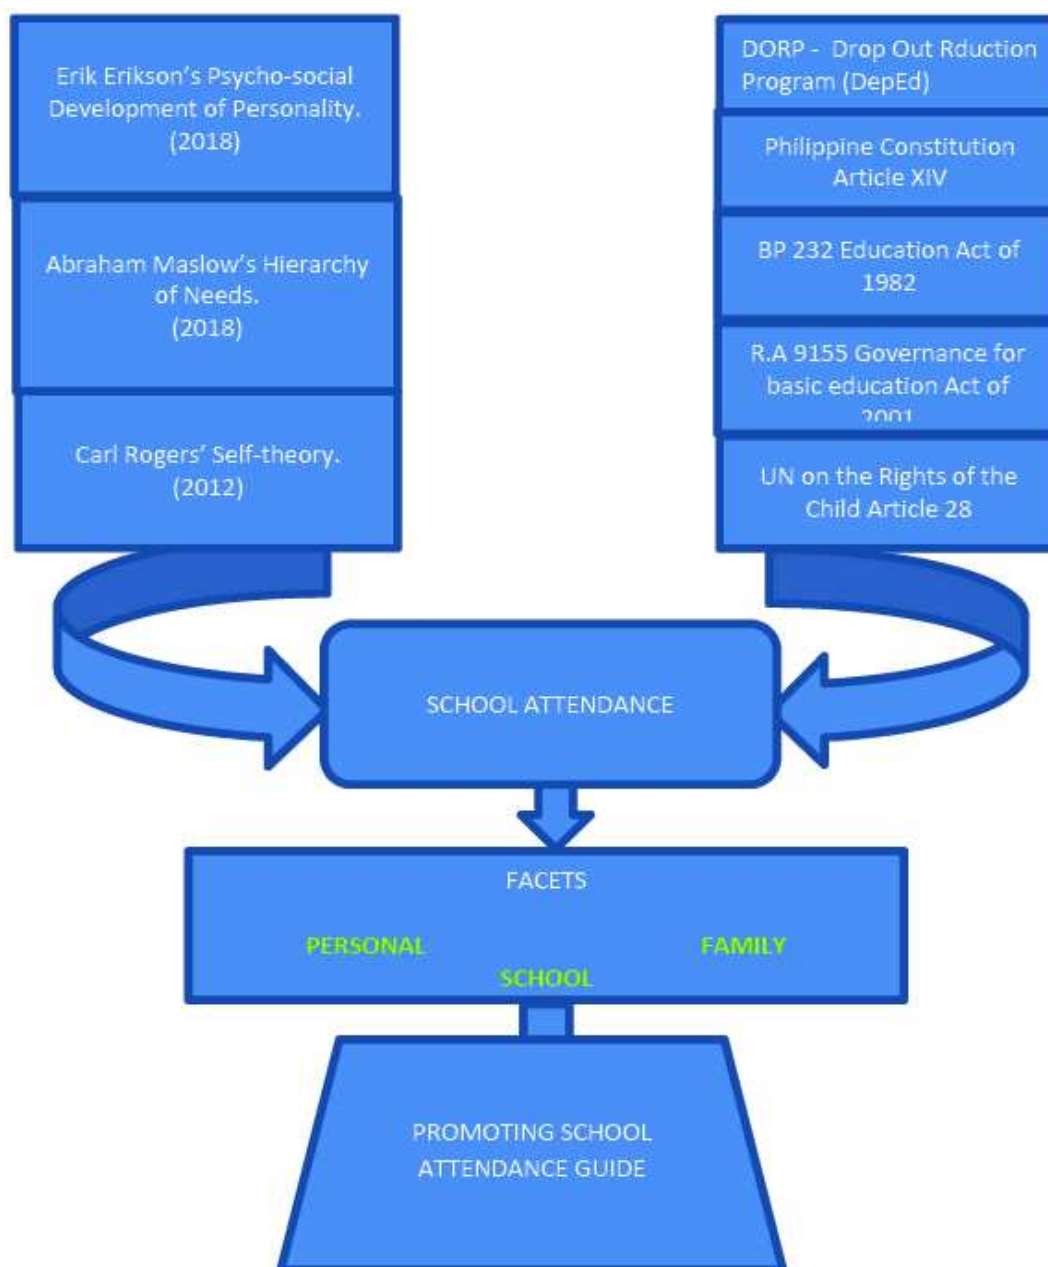 Erik Erikson’s Psycho-social
Development of Personality.
(2018)
Abraham Maslow’s Hierarchy
of Needs.
(2018)
Carl Rogers’ Self-theory.
(2012)
DORP - Drop Out Rduction
Program (DepEd)
Philippine Constitution
Article XIV
BP 232 Education Act of
1982
R.A 9155 Governance for
basic education Act of
2001
UN on the Rights of the
Child Article 28
SCHOOL ATTENDANCE
FACETS
PERSONAL FAMILY
SCHOOL
PROMOTING SCHOOL
ATTENDANCE GUIDE